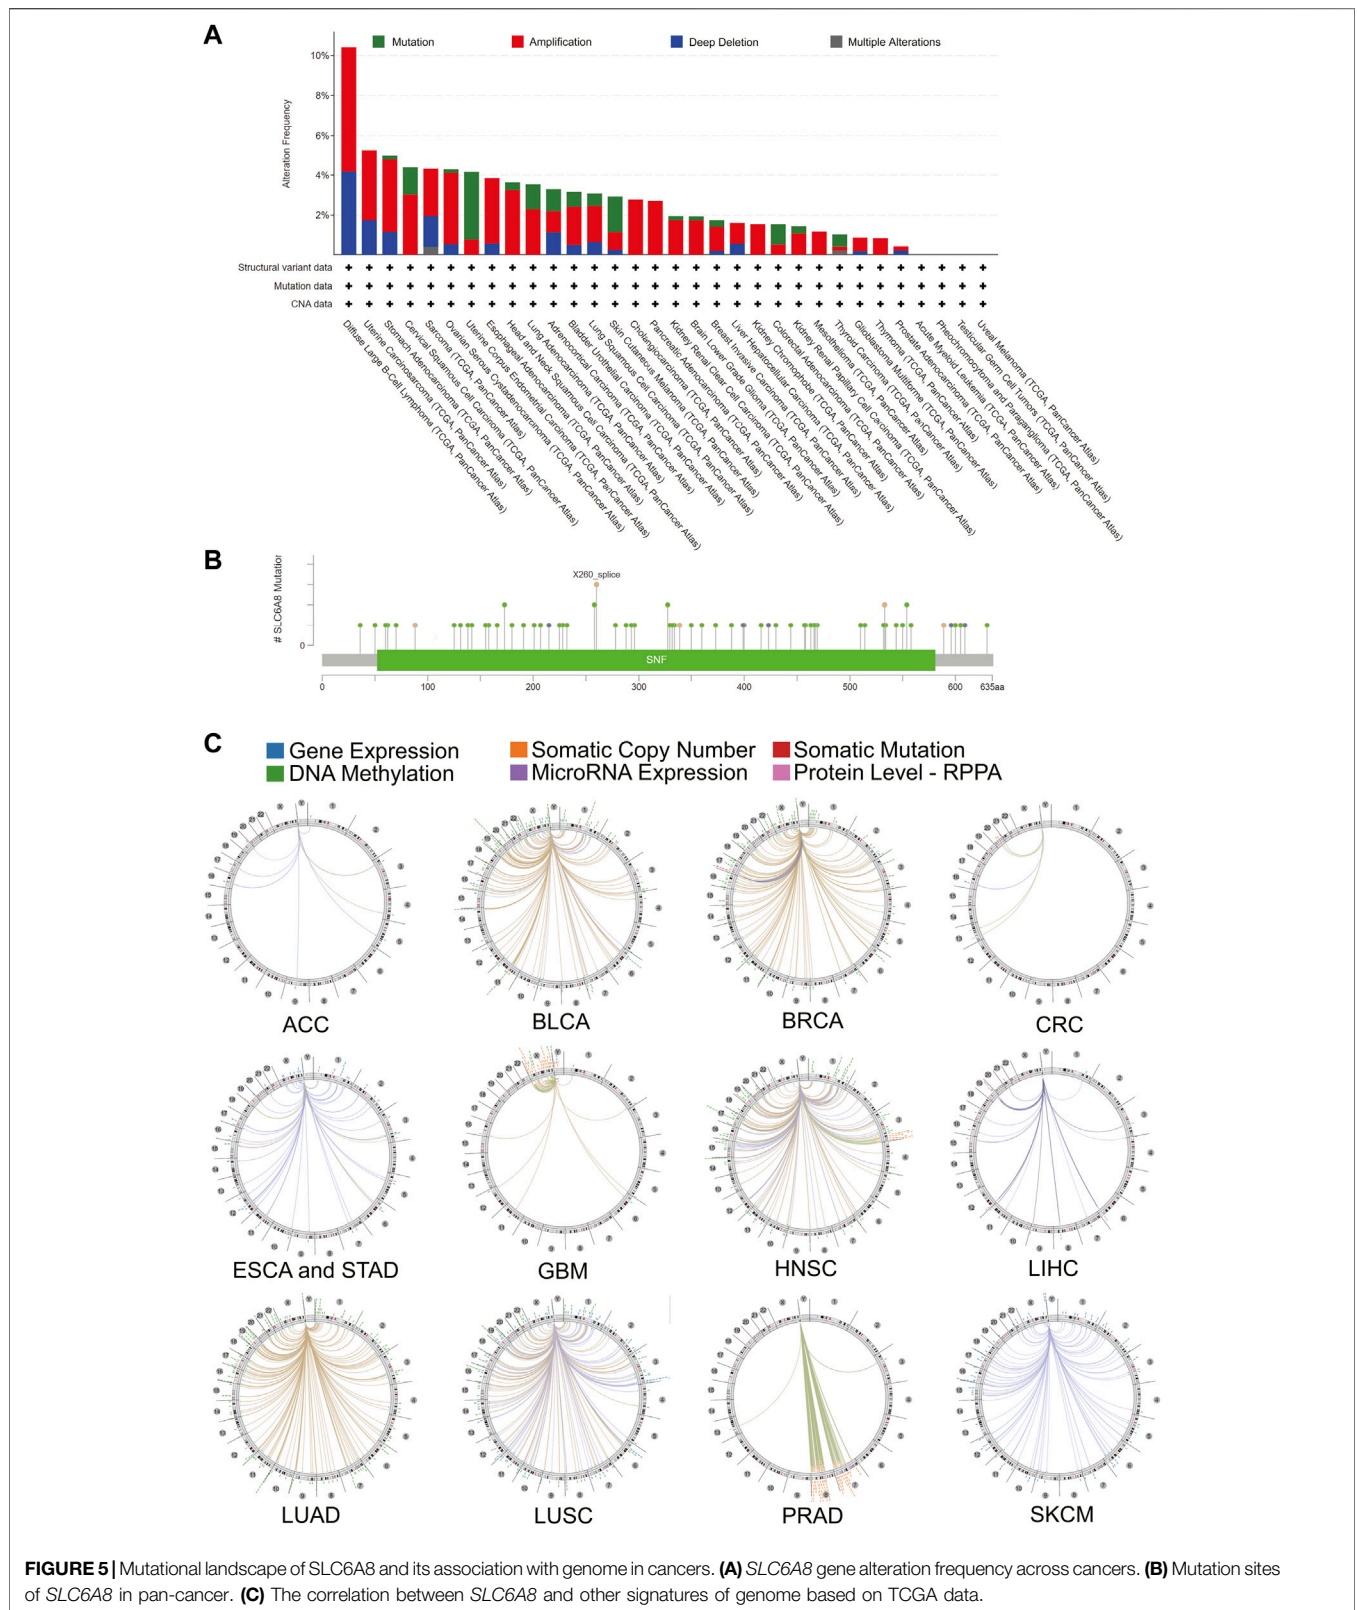 A
Mutation Amplification Deep Deletion Multiple Alterations
Alteration Frequency
10%
8%
6%
4%
2%
Structural variant data
Mutation data
CNA data
Diffuse Large B-Cell Lymphoma (TCGA, PanCancer Atlas)
Uterine Carcinosarcoma (TCGA, PanCancer Atlas)
Stomach Adenocarcinoma (TCGA, PanCancer Atlas)
Cervical Squamous Cell Carcinoma (TCGA, PanCancer Atlas)
Sarcoma (TCGA, PanCancer Atlas)
Ovarian Serous Cystadenocarcinoma (TCGA, PanCancer Atlas)
Uterine Corpus Endometrial Carcinoma (TCGA, PanCancer Atlas)
Esophageal Adenocarcinoma (TCGA, PanCancer Atlas)
Head and Neck Squamous Cell Carcinoma (TCGA, PanCancer Atlas)
Lung Adenocarcinoma (TCGA, PanCancer Atlas)
Adrenocortical Carcinoma (TCGA, PanCancer Atlas)
Bladder Urothelial Carcinoma (TCGA, PanCancer Atlas)
Lung Squamous Cell Carcinoma (TCGA, PanCancer Atlas)
Skin Cutaneous Melanoma (TCGA, PanCancer Atlas)
Cholangiocarcinoma (TCGA, PanCancer Atlas)
Pancreatic Adenocarcinoma (TCGA, PanCancer Atlas)
Kidney Renal Clear Cell Carcinoma (TCGA, PanCancer Atlas)
Brain Lower Grade Glioma (TCGA, PanCancer Atlas)
Breast Invasive Carcinoma (TCGA, PanCancer Atlas)
Liver Hepatocellular Carcinoma (TCGA, PanCancer Atlas)
Kidney Chromophobe (TCGA, PanCancer Atlas)
Colorectal Adenocarcinoma (TCGA, PanCancer Atlas)
Kidney Renal Papillary Cell Carcinoma (TCGA, PanCancer Atlas)
Mesothelioma (TCGA, PanCancer Atlas)
Thyroid Carcinoma (TCGA, PanCancer Atlas)
Glioblastoma Multiforme (TCGA, PanCancer Atlas)
Thymoma (TCGA, PanCancer Atlas)
Prostate Adenocarcinoma (TCGA, PanCancer Atlas)
Acute Myeloid Leukemia (TCGA, PanCancer Atlas)
Pheochromocytoma and Paraganglioma (TCGA, PanCancer Atlas)
Testicular Germ Cell Tumors (TCGA, PanCancer Atlas)
Uveal Melanoma (TCGA, PanCancer Atlas)
B
# SLC6A8 Mutation
X260_splice
0
SNF
0 100 200 300 400 500 600 635aa
C
Gene Expression Somatic Copy Number Somatic Mutation
DNA Methylation MicroRNA Expression Protein Level - RPPA
ACC BLCA BRCA CRC
ESCA and STAD GBM HNSC LIHC
LUAD LUSC PRAD SKCM
FIGURE 5 | Mutational landscape of SLC6A8 and its association with genome in cancers. (A) SLC6A8 gene alteration frequency across cancers. (B) Mutation sites
of SLC6A8 in pan-cancer. (C) The correlation between SLC6A8 and other signatures of genome based on TCGA data.